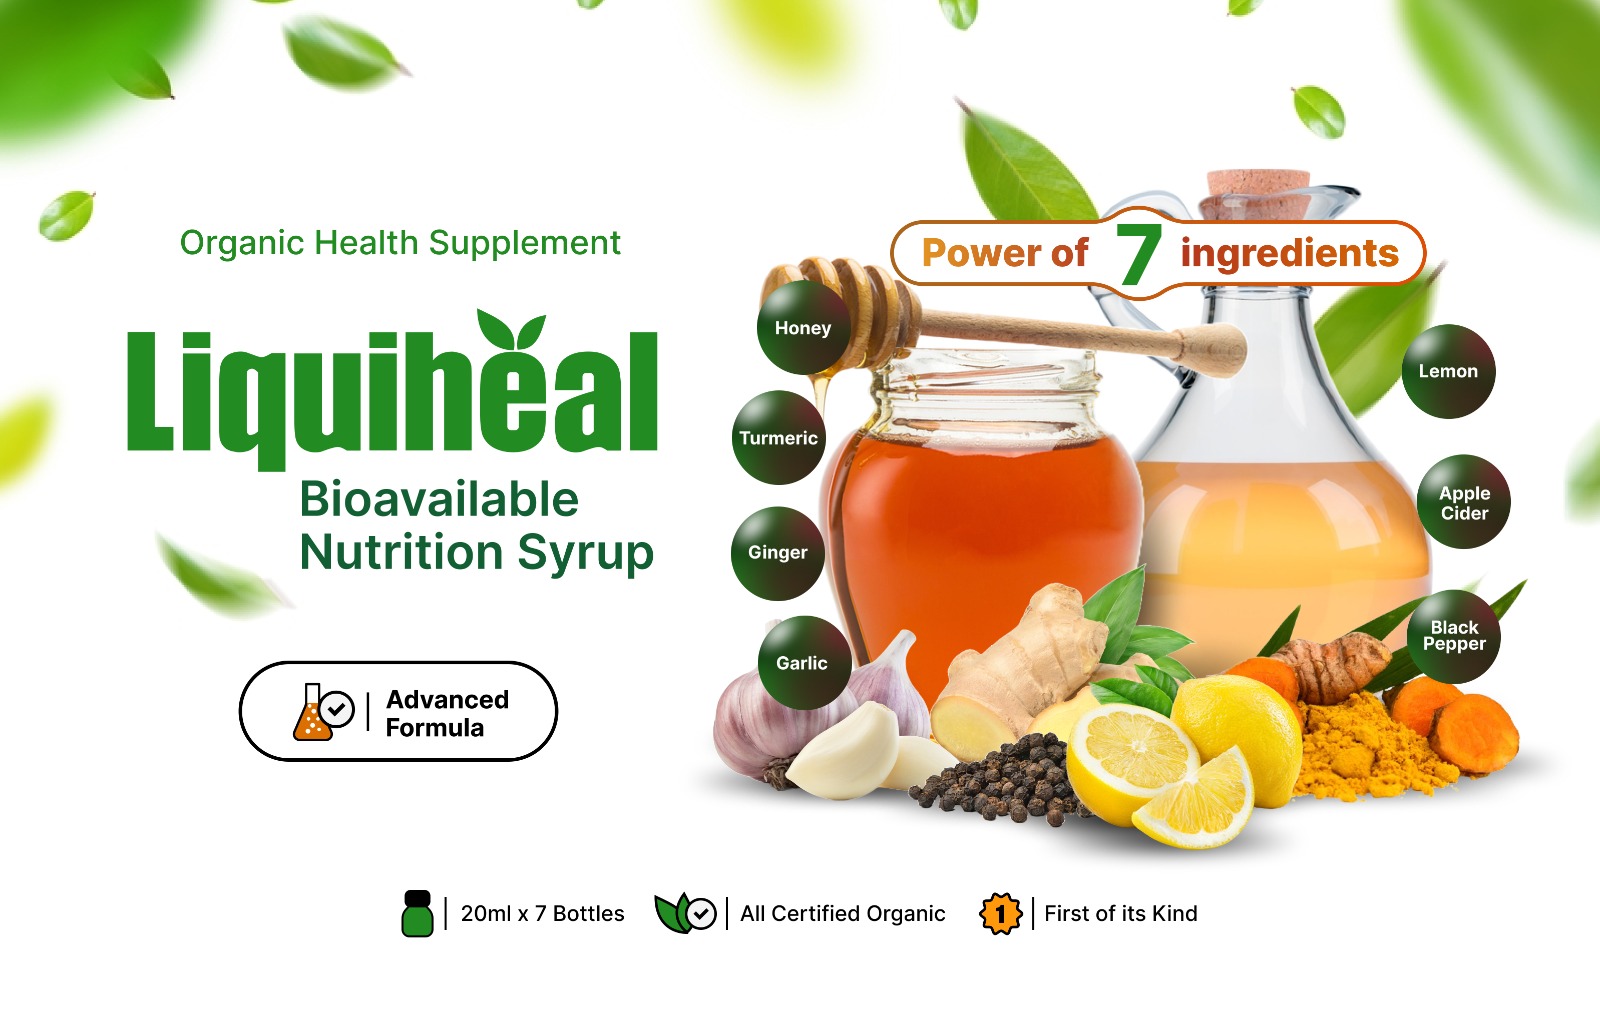 Organic Health Supplement
Liquiheal
Bioavailable
Nutrition Syrup
Advanced
Formula
Power of 7 ingredients
Honey
Turmeric
Ginger
Garlic
Lemon
Apple
Cider
Black
Pepper
20ml x 7 Bottles
All Certified Organic
1
First of its Kind